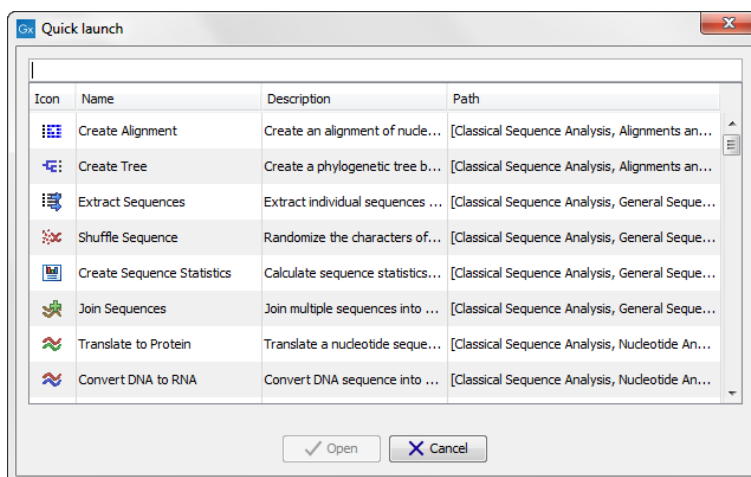 Gx Quick launch
Icon Name Description Path
Create Alignment Create an alignment of nucle... [Classical Sequence Analysis, Alignments an...
Create Tree Create a phylogenetic tree b... [Classical Sequence Analysis, Alignments an...
Extract Sequences Extract individual sequences ... [Classical Sequence Analysis, General Seque...
Shuffle Sequence Randomize the characters of... [Classical Sequence Analysis, General Seque...
Create Sequence Statistics Calculate sequence statistics... [Classical Sequence Analysis, General Seque...
Join Sequences Join multiple sequences into ... [Classical Sequence Analysis, General Seque...
Translate to Protein Translate a nucleotide seque... [Classical Sequence Analysis, Nucleotide An...
Convert DNA to RNA Convert DNA sequence into ... [Classical Sequence Analysis, Nucleotide An...
Open Cancel